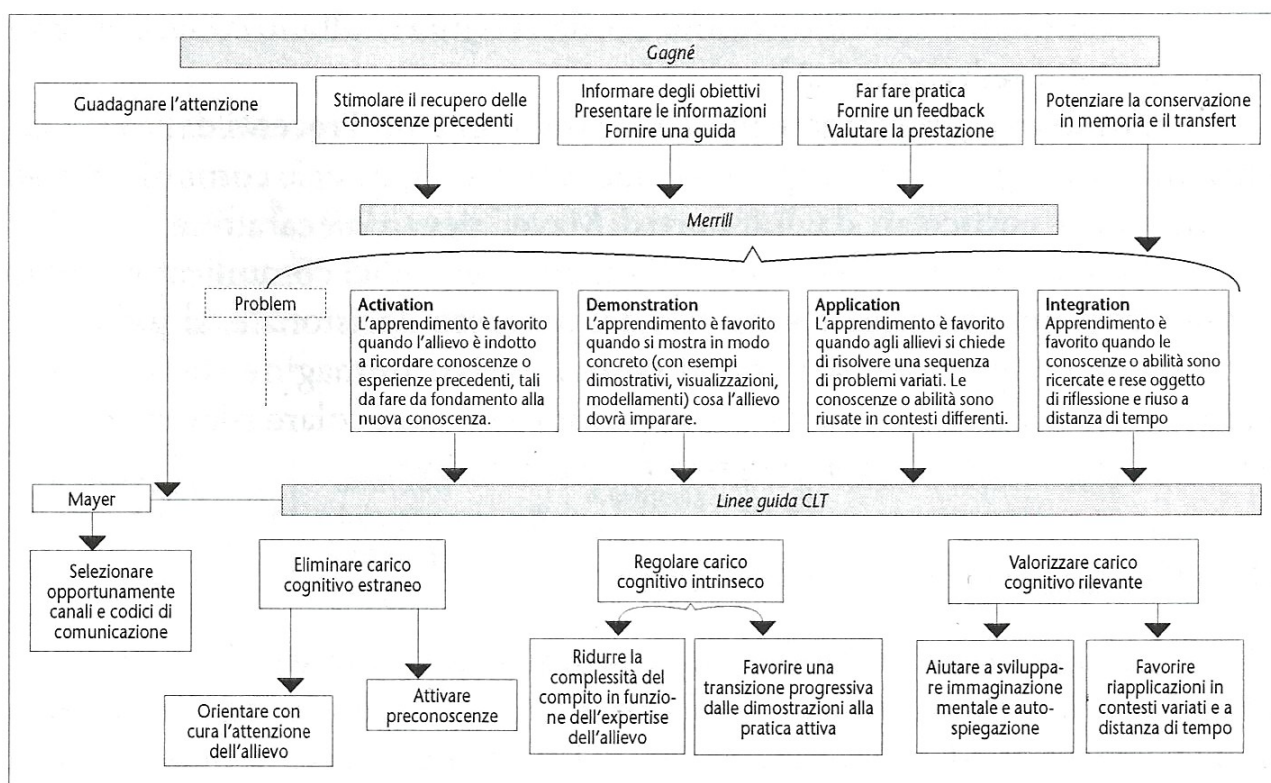 Gagné
Guadagnare l'attenzione
Stimolare il recupero delle
conoscenze precedenti
Informare degli obiettivi
Presentare le informazioni
Fornire una guida
Far fare pratica
Fornire un feedback
Valutare la prestazione
Potenziare la conservazione
in memoria e il transfert
Merrill
Problem
Activation
L'apprendimento è favorito
quando l'allievo è indotto
a ricordare conoscenze o
esperienze precedenti, tali
da fare da fondamento alla
nuova conoscenza.
Demonstration
L'apprendimento è favorito
quando si mostra in modo
concreto (con esempi
dimostrativi, visualizzazioni,
modellamenti) cosa l'allievo
dovrà imparare.
Application
L'apprendimento è favorito
quando agli allievi si chiede
di risolvere una sequenza
di problemi variati. Le
conoscenze o abilità sono
riusate in contesti differenti.
Integration
Apprendimento è
favorito quando le
conoscenze o abilità sono
ricercate e rese oggetto
di riflessione e riuso a
distanza di tempo
Mayer
Linee guida CLT
Selezionare
opportunamente
canali e codici di
comunicazione
Eliminare carico
cognitivo estraneo
Regolare carico
cognitivo intrinseco
Valorizzare carico
cognitivo rilevante
Orientare con
cura l'attenzione
dell'allievo
Attivare
preconoscenze
Ridurre la
complessità del
compito in funzio-
ne dell'expertise
dell'allievo
Favorire una
transizione progressiva
dalle dimostrazioni alla
pratica attiva
Aiutare a sviluppa-
re immaginazione
mentale e auto-
spiegazione
Favorire
riapplicazioni in
contesti variati e a
distanza di tempo